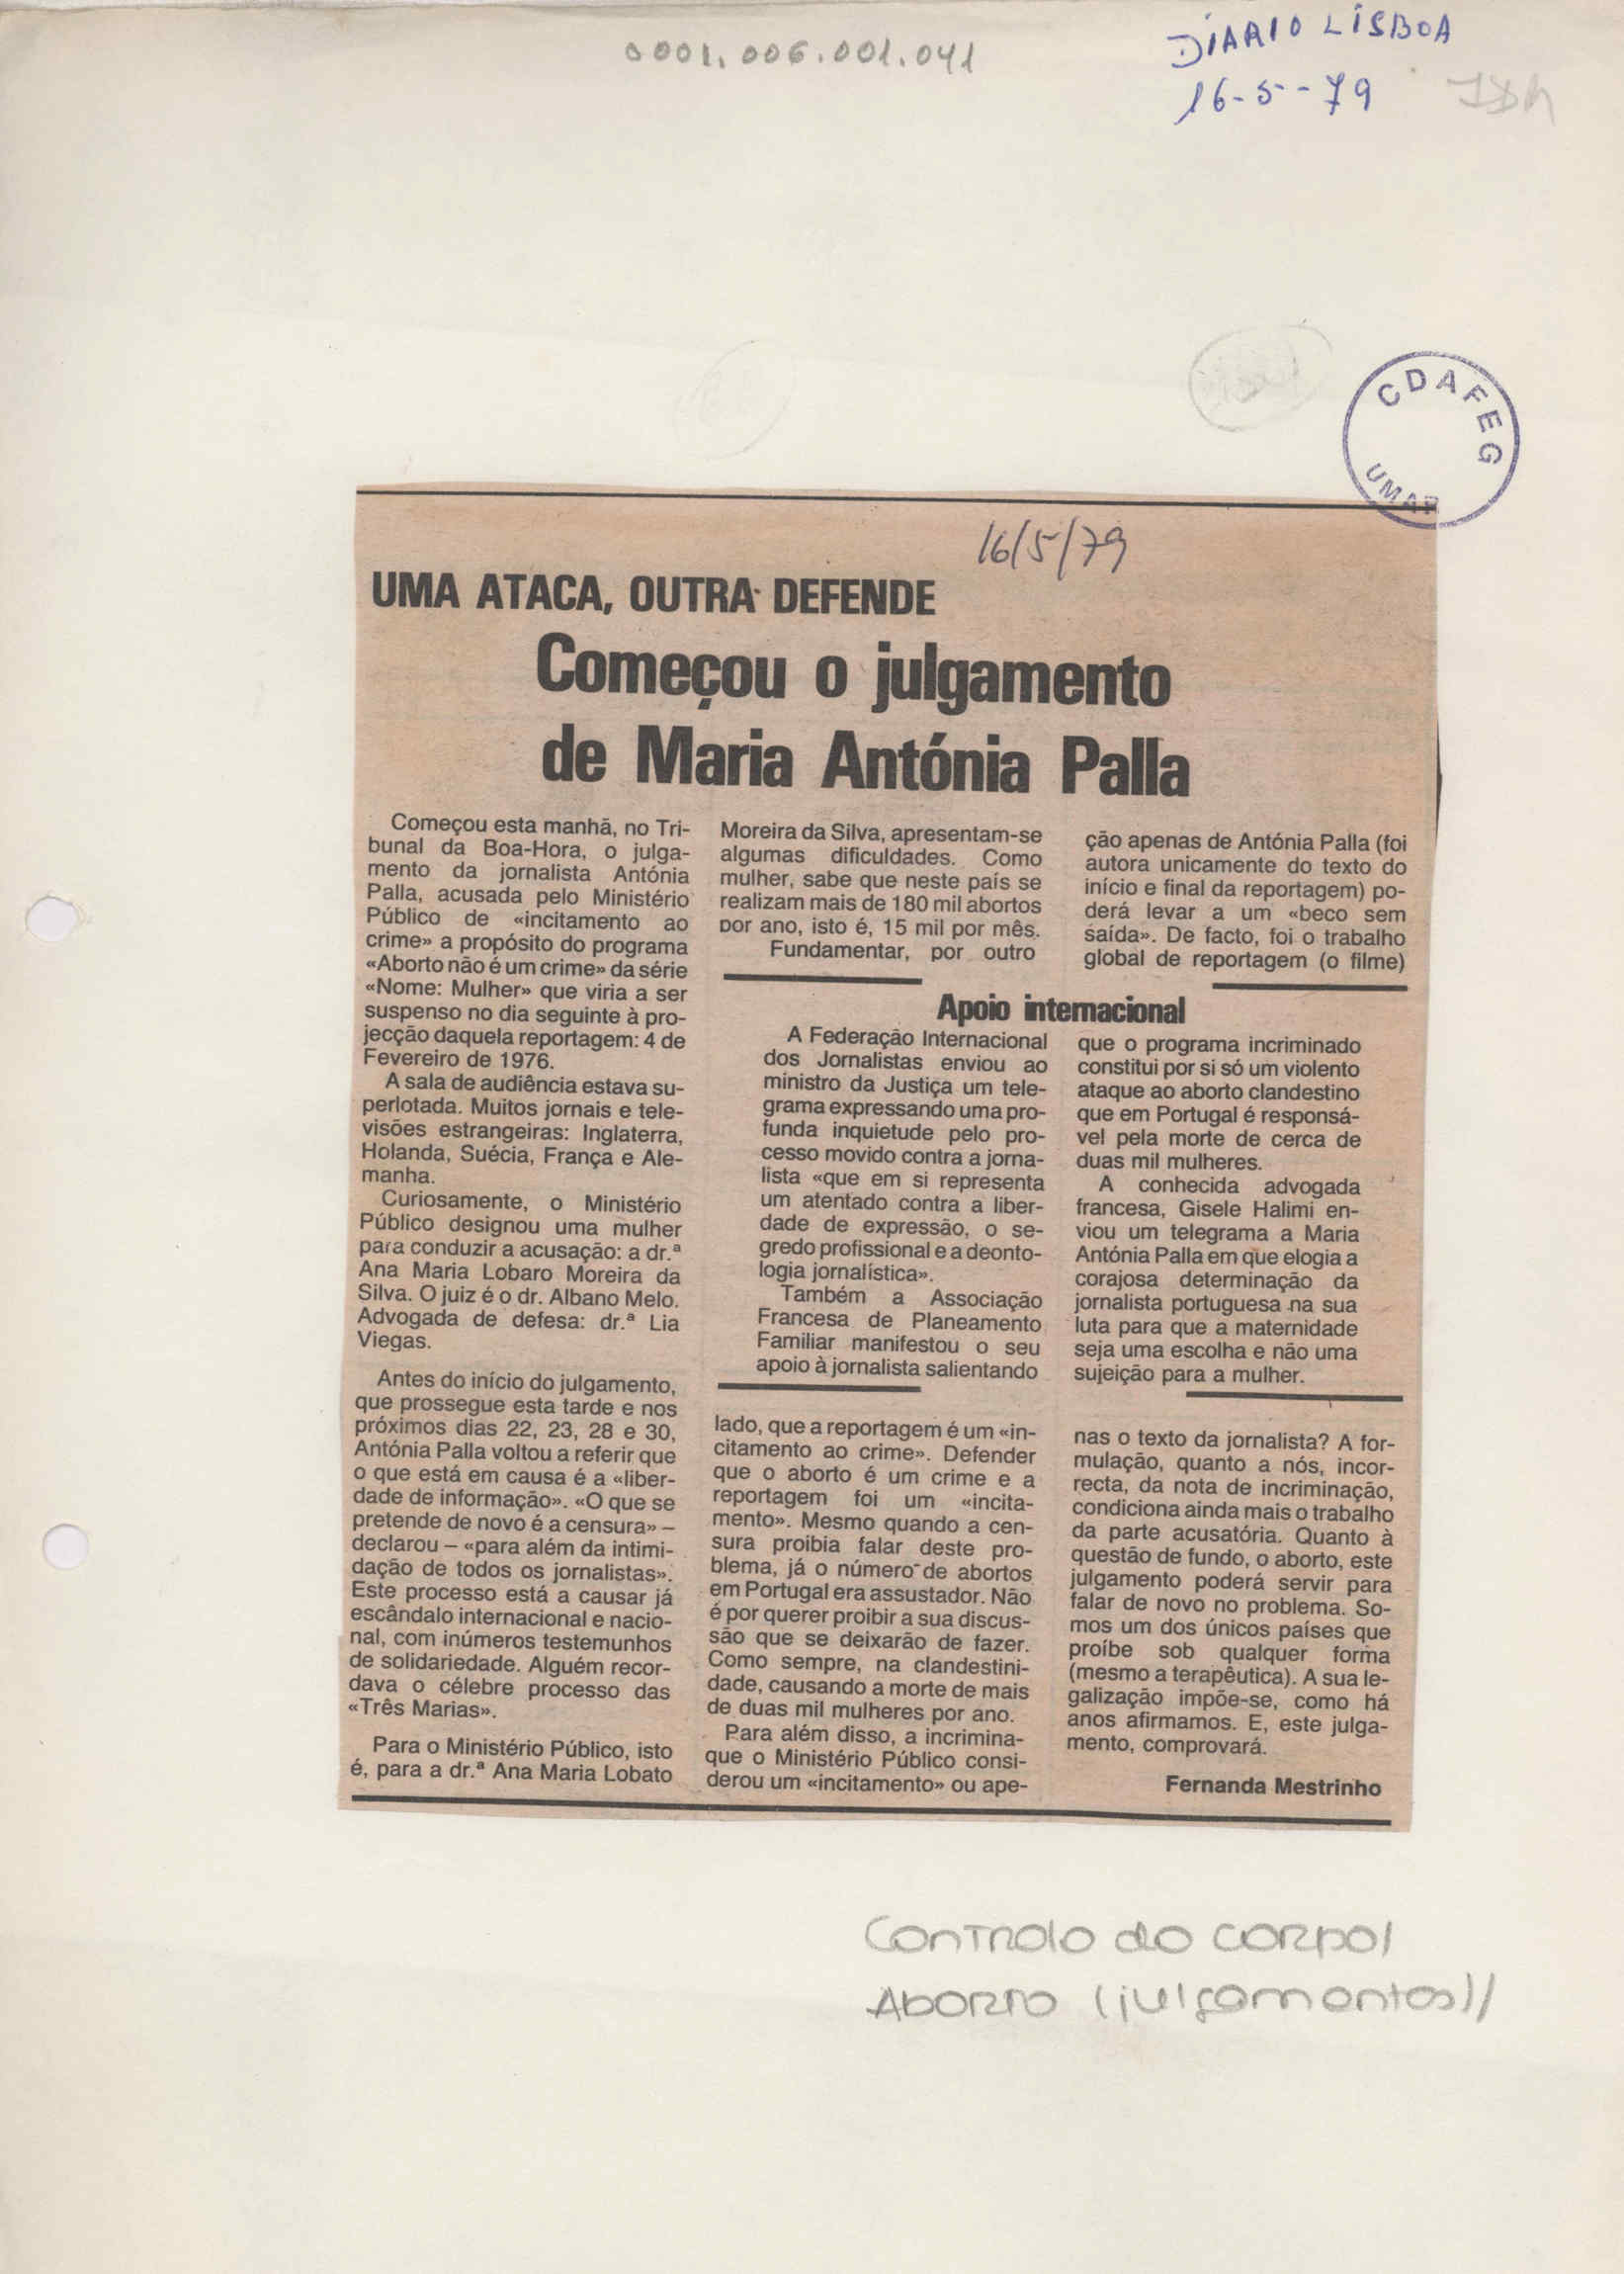 0001.006.001.041
DIARIO LISBOA
16-5-79
CDAFEG
UMAR
16/5/79
UMA ATACA, OUTRA DEFENDE
Começou o julgamento
de Maria Antónia Palla
Começou esta manhã, no Tri-
bunal da Boa-Hora, o julga-
mento da jornalista Antónia
Palla, acusada pelo Ministério
Público de «incitamento ao
crime» a propósito do programa
«Aborto não é um crime» da série
«Nome: Mulher» que viria a ser
suspenso no dia seguinte à pro-
jecção daquela reportagem: 4 de
Fevereiro de 1976.
A sala de audiência estava su-
perlotada. Muitos jornais e tele-
visões estrangeiras: Inglaterra,
Holanda, Suécia, França e Ale-
manha.
Curiosamente, o Ministério
Público designou uma mulher
para conduzir a acusação: a dr.ª
Ana Maria Lobaro Moreira da
Silva. O juiz é o dr. Albano Melo.
Advogada de defesa: dr.ª Lia
Viegas.
Antes do início do julgamento,
que prossegue esta tarde e nos
próximos dias 22, 23, 28 e 30,
Antónia Palla voltou a referir que
o que está em causa é a «liber-
dade de informação». «O que se
pretende de novo é a censura» –
declarou – «para além da intimi-
dação de todos os jornalistas».
Este processo está a causar já
escândalo internacional e nacio-
nal, com inúmeros testemunhos
de solidariedade. Alguém recor-
dava o célebre processo das
«Três Marias».
Para o Ministério Público, isto
é, para a dr.ª Ana Maria Lobato
Moreira da Silva, apresentam-se
algumas dificuldades. Como
mulher, sabe que neste país se
realizam mais de 180 mil abortos
por ano, isto é, 15 mil por mês.
Fundamentar, por outro
lado, que a reportagem é um «in-
citamento ao crime». Defender
que o aborto é um crime e a
reportagem foi um «incita-
mento». Mesmo quando a cen-
sura proibia falar deste pro-
blema, já o número de abortos
em Portugal era assustador. Não
é por querer proibir a sua discus-
são que se deixarão de fazer.
Como sempre, na clandestini-
dade, causando a morte de mais
de duas mil mulheres por ano.
Para além disso, a incrimina-
que o Ministério Público consi-
derou um «incitamento» ou ape-
ção apenas de Antónia Palla (foi
autora unicamente do texto do
início e final da reportagem) po-
derá levar a um «beco sem
saída». De facto, foi o trabalho
global de reportagem (o filme)
nas o texto da jornalista? A for-
mulação, quanto a nós, incor-
recta, da nota de incriminação,
condiciona ainda mais o trabalho
da parte acusatória. Quanto à
questão de fundo, o aborto, este
julgamento poderá servir para
falar de novo no problema. So-
mos um dos únicos países que
proíbe sob qualquer forma
(mesmo a terapêutica). A sua le-
galização impõe-se, como há
anos afirmamos. E, este julga-
mento, comprovará.
Fernanda Mestrinho
Apoio internacional
A Federação Internacional
dos Jornalistas enviou ao
ministro da Justiça um tele-
grama expressando uma pro-
funda inquietude pelo pro-
cesso movido contra a jorna-
lista «que em si representa
um atentado contra a liber-
dade de expressão, o se-
gredo profissional e a deonto-
logia jornalística».
Também a Associação
Francesa de Planeamento
Familiar manifestou o seu
apoio à jornalista salientando
que o programa incriminado
constitui por si só um violento
ataque ao aborto clandestino
que em Portugal é responsá-
vel pela morte de cerca de
duas mil mulheres.
A conhecida advogada
francesa, Gisele Halimi en-
viou um telegrama a Maria
Antónia Palla em que elogia a
corajosa determinação da
jornalista portuguesa na sua
luta para que a maternidade
seja uma escolha e não uma
sujeição para a mulher.
Controlo do corpo/
Aborto (julgamentos)//